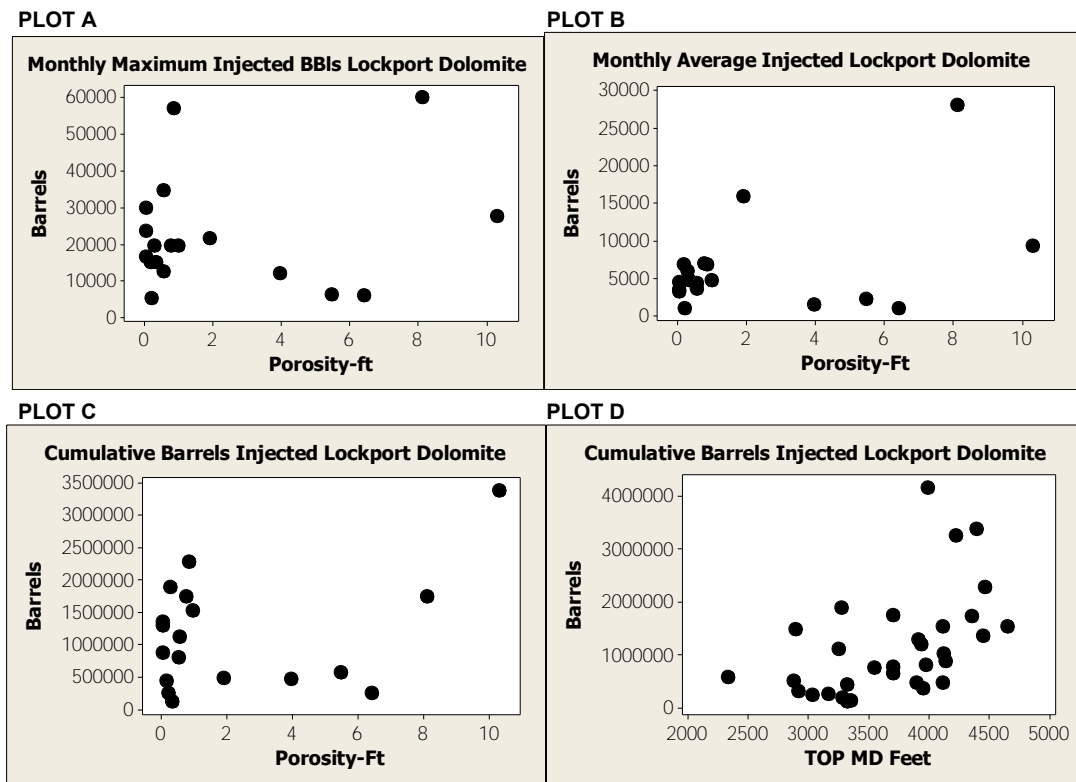 PLOT A
Monthly Maximum Injected BBls Lockport Dolomite
60000
50000
40000
30000
20000
10000
0
Barrels
0 2 4 6 8 10
Porosity-ft
PLOT B
Monthly Average Injected Lockport Dolomite
30000
25000
20000
15000
10000
5000
0
Barrels
0 2 4 6 8 10
Porosity-Ft
PLOT C
Cumulative Barrels Injected Lockport Dolomite
3500000
3000000
2500000
2000000
1500000
1000000
500000
0
Barrels
0 2 4 6 8 10
Porosity-Ft
PLOT D
Cumulative Barrels Injected Lockport Dolomite
4000000
3000000
2000000
1000000
0
Barrels
2000 2500 3000 3500 4000 4500 5000
TOP MD Feet